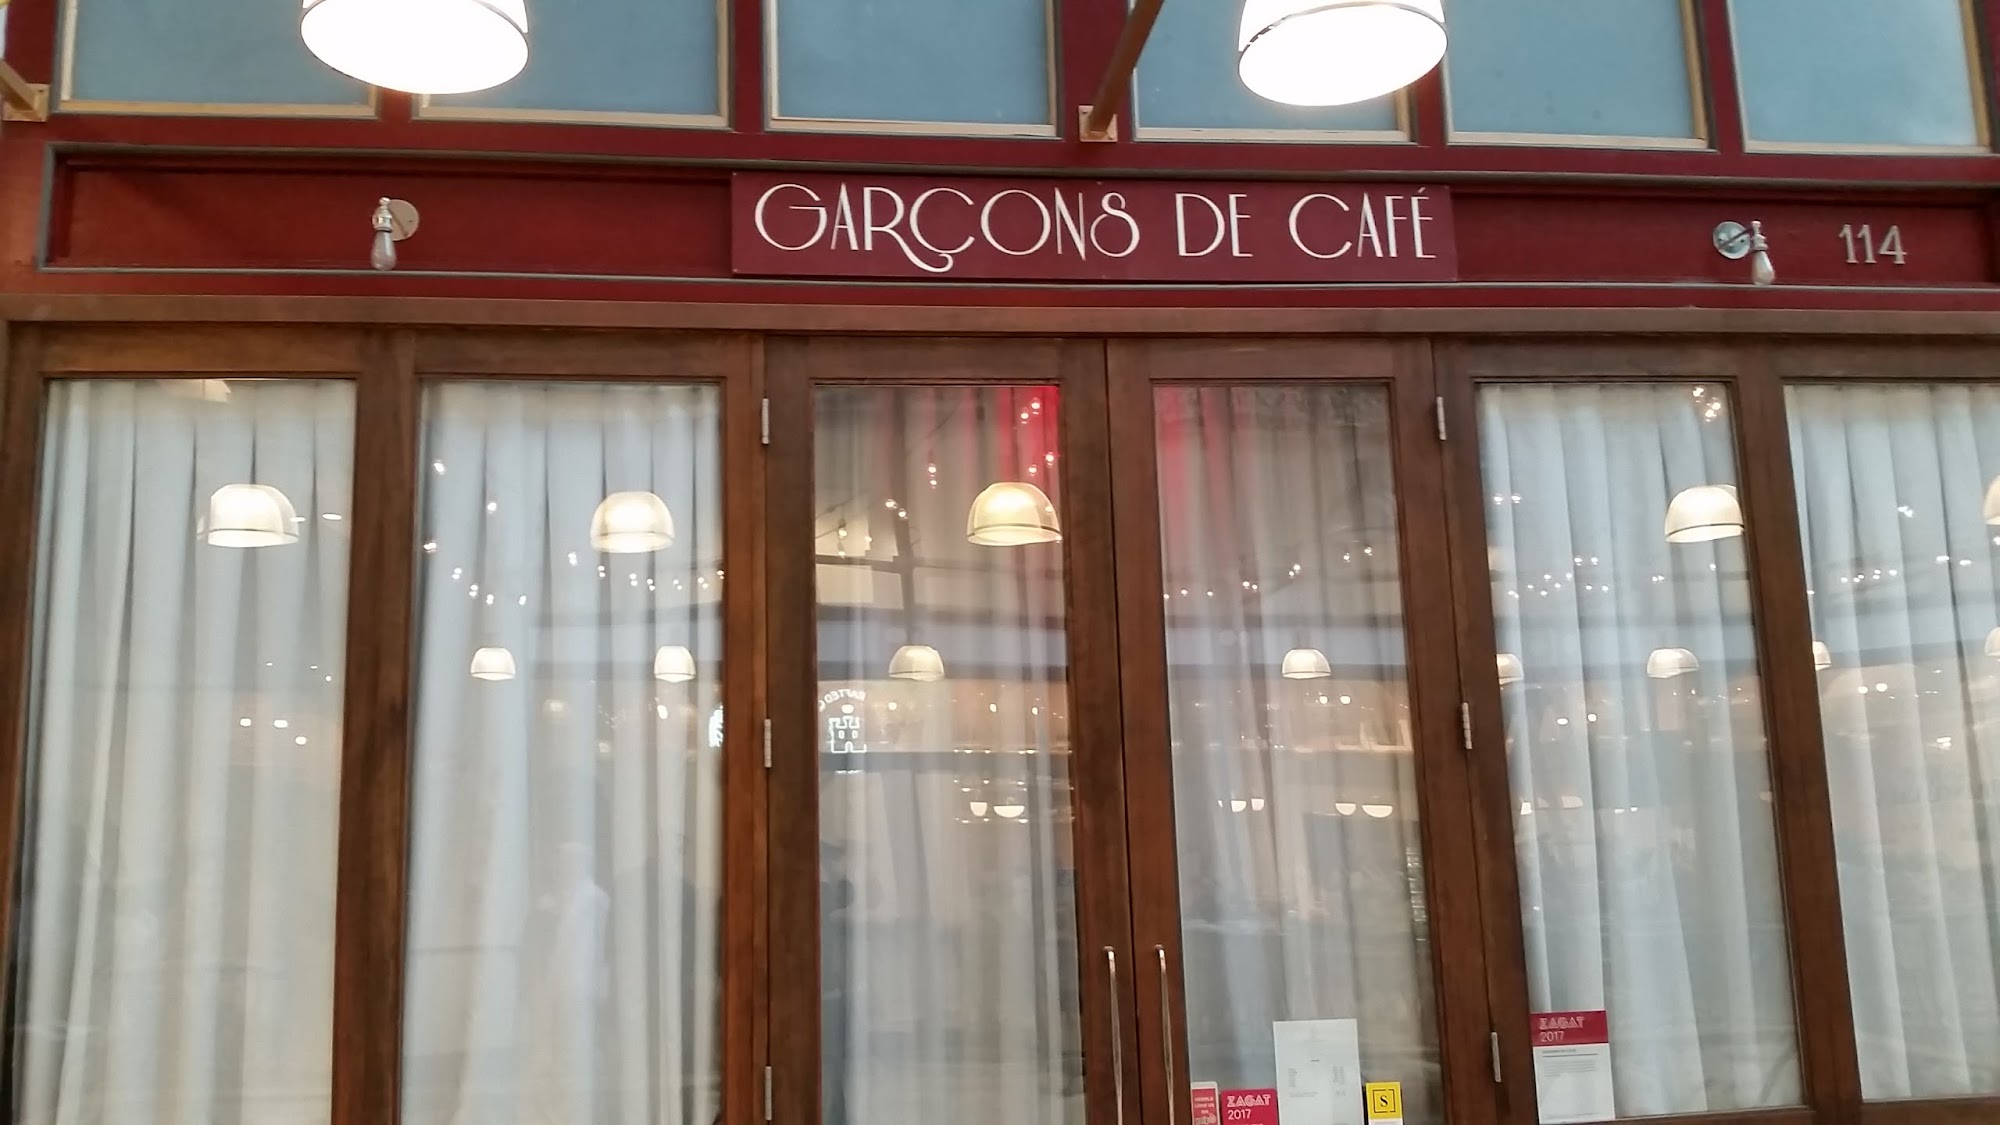 GARÇONS DE CAFÉ
114
ZAGAT
2017
ZAGAT
2017
S